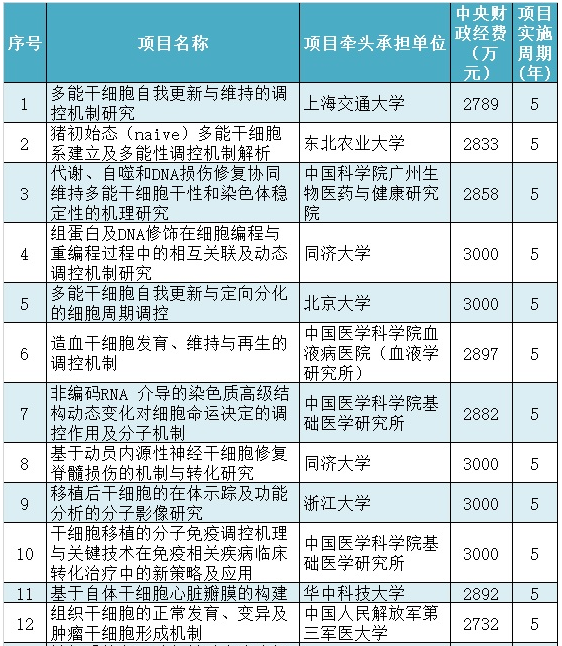 序号 项目名称 项目牵头承担单位 中央财政经费（万元） 项目实施周期(年)
1 多能干细胞自我更新与维持的调控机制研究 上海交通大学 2789 5
2 猪初始态（naive）多能干细胞系建立及多能性调控机制解析 东北农业大学 2833 5
3 代谢、自噬和DNA损伤修复协同维持多能干细胞干性和染色体稳定性的机理研究 中国科学院广州生物医药与健康研究院 2858 5
4 组蛋白及DNA修饰在细胞编程与重编程过程中的相互关联及动态调控机制研究 同济大学 3000 5
5 多能干细胞自我更新与定向分化的细胞周期调控 北京大学 3000 5
6 造血干细胞发育、维持与再生的调控机制 中国医学科学院血液病医院（血液学研究所） 2897 5
7 非编码RNA 介导的染色质高级结构动态变化对细胞命运决定的调控作用及分子机制 中国医学科学院基础医学研究所 2882 5
8 基于动员内源性神经干细胞修复脊髓损伤的机制与转化研究 同济大学 3000 5
9 移植后干细胞的在体示踪及功能分析的分子影像研究 浙江大学 3000 5
10 干细胞移植的分子免疫调控机理与关键技术在免疫相关疾病临床转化治疗中的新策略及应用 中国医学科学院基础医学研究所 3000 5
11 基于自体干细胞心脏瓣膜的构建 华中科技大学 2892 5
12 组织干细胞的正常发育、变异及肿瘤干细胞形成机制 中国人民解放军第三军医大学 2732 5